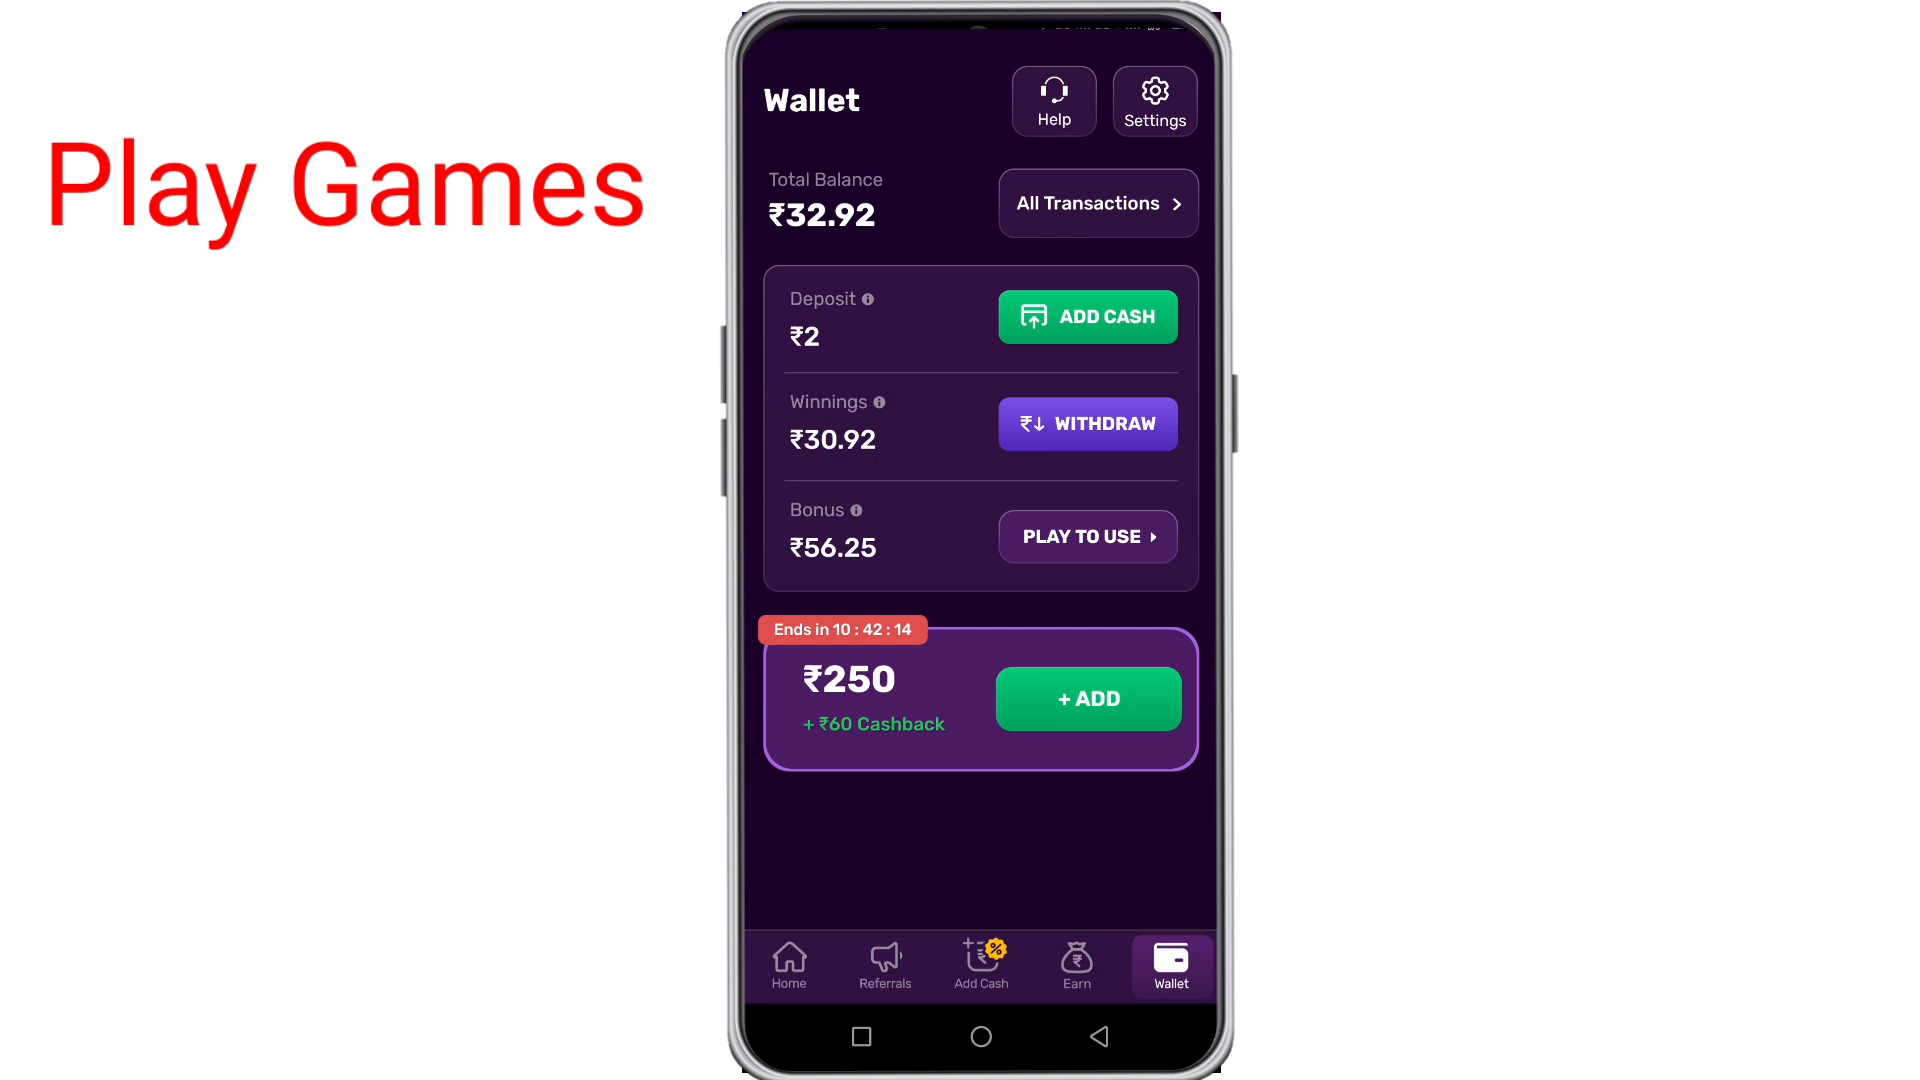 Play Games
Wallet
Help
Settings
Total Balance
₹32.92
All Transactions
Deposit
₹2
ADD CASH
Winnings
₹30.92
₹↓ WITHDRAW
Bonus
₹56.25
PLAY TO USE
Ends in 10 : 42 : 14
₹250
+ ₹60 Cashback
+ ADD
Home
Referrals
Add Cash
Earn
Wallet